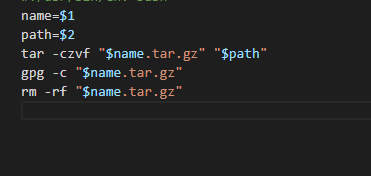 name=$1
path=$2
tar -czvf "$name.tar.gz" "$path"
gpg -c "$name.tar.gz"
rm -rf "$name.tar.gz"